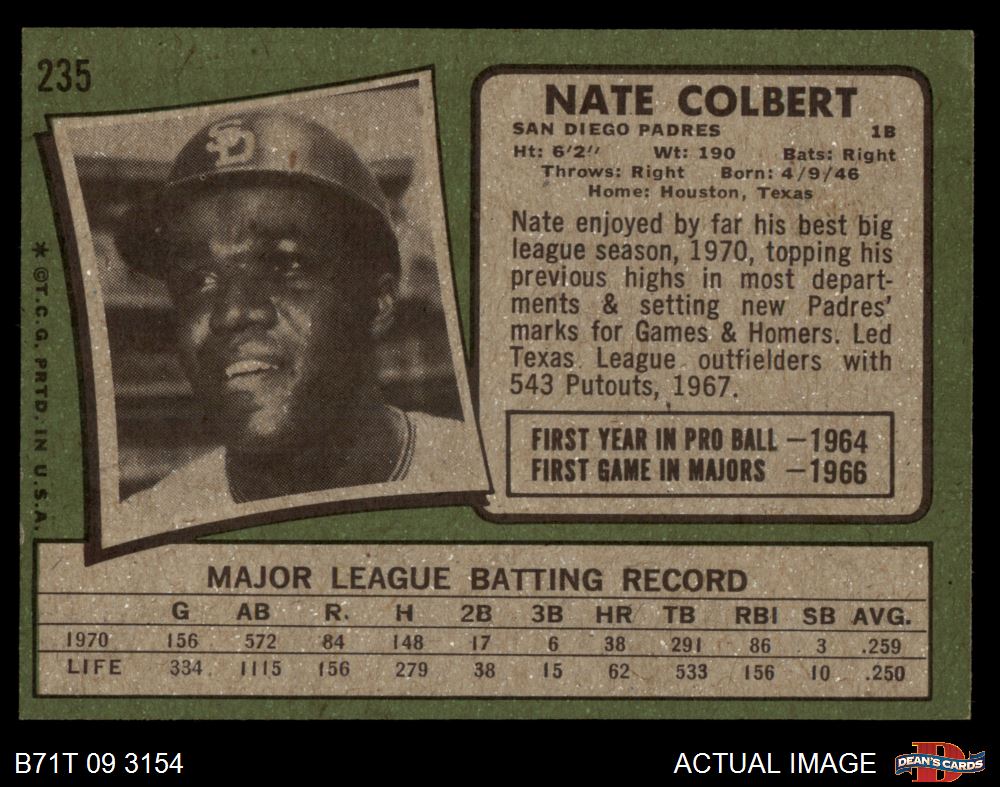 235
SD
* ©T.C.G. PRTD. IN U.S.A.
NATE COLBERT
SAN DIEGO PADRES 1B
Ht: 6'2" Wt: 190 Bats: Right
Throws: Right Born: 4/9/46
Home: Houston, Texas
Nate enjoyed by far his best big
league season, 1970, topping his
previous highs in most depart-
ments & setting new Padres'
marks for Games & Homers. Led
Texas League outfielders with
543 Putouts, 1967.
FIRST YEAR IN PRO BALL —1964
FIRST GAME IN MAJORS —1966
MAJOR LEAGUE BATTING RECORD
G AB R. H 2B 3B HR TB RBI SB AVG.
1970 156 572 84 148 17 6 38 291 86 3 .259
LIFE 334 1115 156 279 38 15 62 533 156 10 .250
B71T 09 3154
ACTUAL IMAGE
D
DEAN'S CARDS